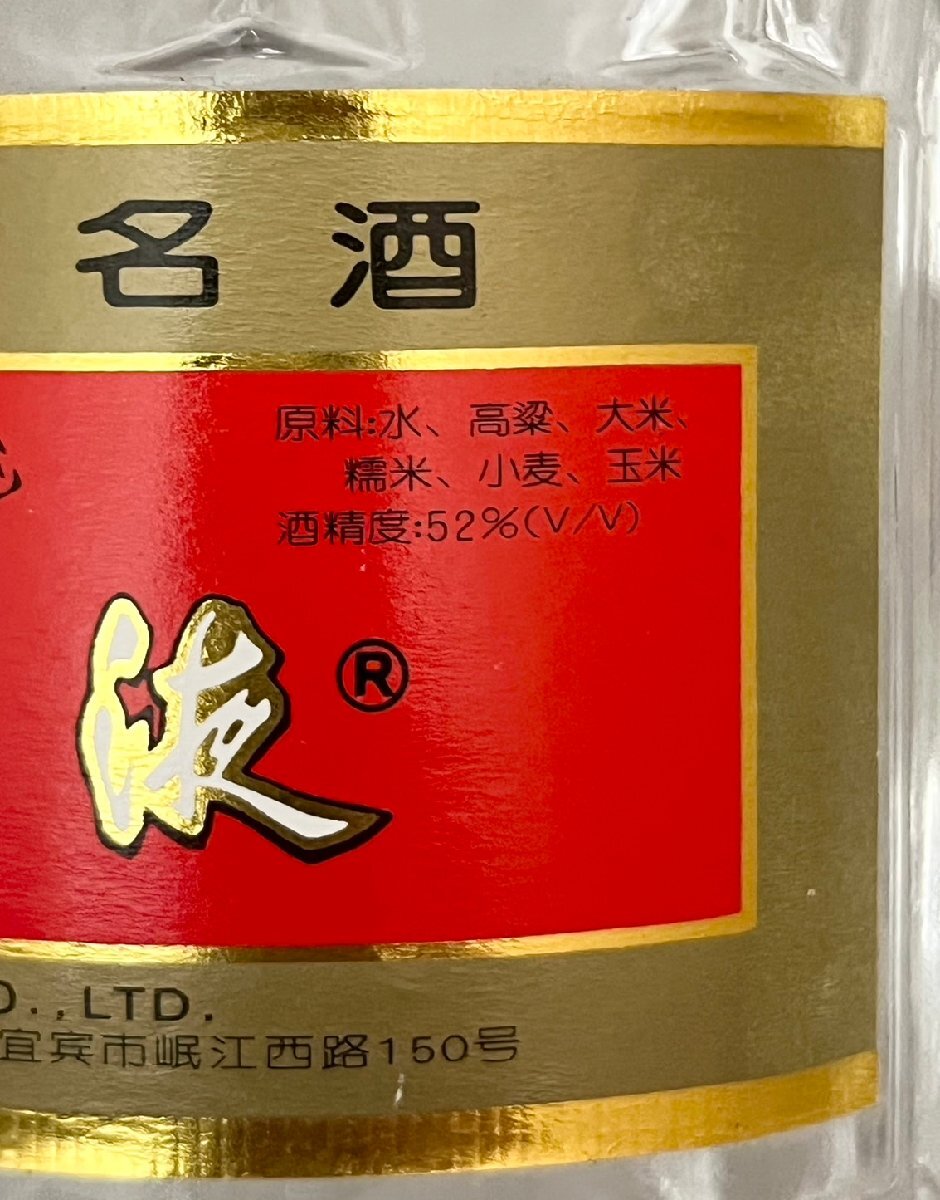 名酒
原料:水、高粱、大米、
糯米、小麦、玉米
酒精度:52%(V/V)
液®
O.,LTD.
宜宾市岷江西路150号